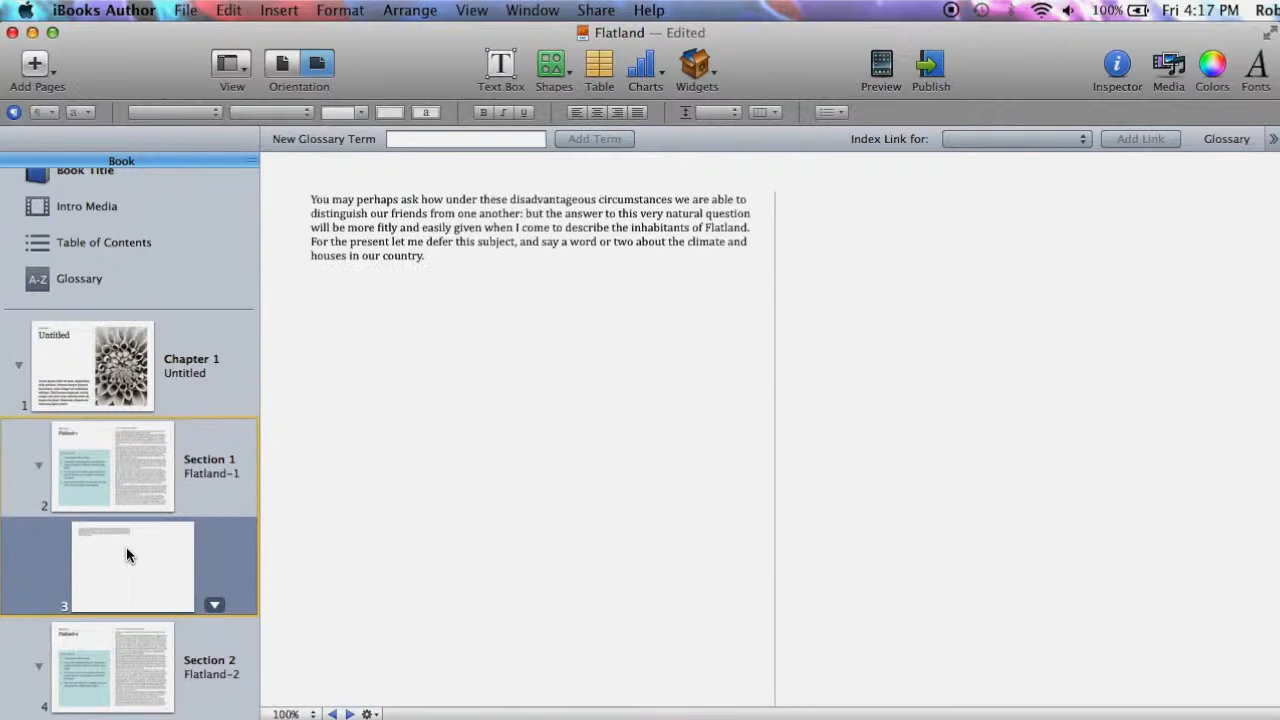 iBooks Author File Edit Insert Format Arrange View Window Share Help 100% Fri 4:17 PM Rob
Flatland — Edited
Add Pages View Orientation Text Box Shapes Table Charts Widgets Preview Publish Inspector Media Colors Fonts
a B I U a
New Glossary Term Add Term Index Link for: Add Link Glossary
Book
Book Title
Intro Media
Table of Contents
A-Z Glossary
Untitled
Chapter 1
Untitled
1
Section 1
Flatland-1
2
3
Section 2
Flatland-2
4
You may perhaps ask how under these disadvantageous circumstances we are able to
distinguish our friends from one another: but the answer to this very natural question
will be more fitly and easily given when I come to describe the inhabitants of Flatland.
For the present let me defer this subject, and say a word or two about the climate and
houses in our country.
100%